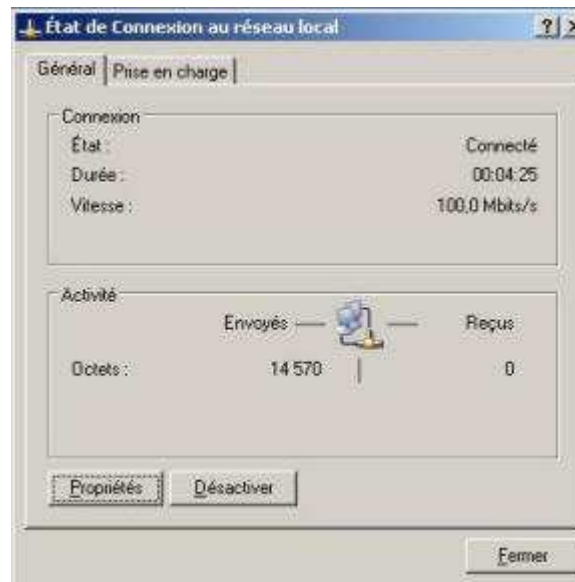 État de Connexion au réseau local
Général Prise en charge
Connexion
État : Connecté
Durée : 00:04:25
Vitesse : 100,0 Mbits/s
Activité
Envoyés Reçus
Octets : 14 570 0
Propriétés Désactiver
Fermer